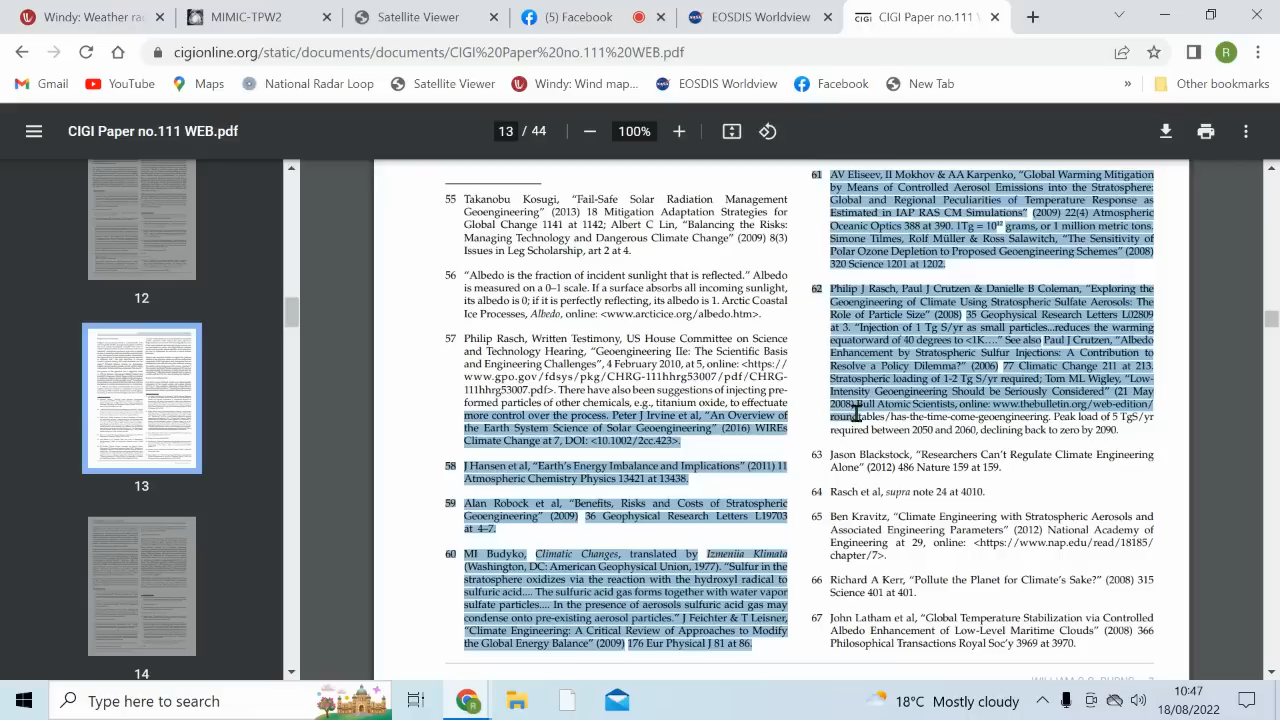 MIMIC-TPW2
Satellite Viewer
(5) Facebook
EOSDIS Worldview
CIGI Paper no.111
cigionline.org/static/documents/documents/CIGI%20Paper%20no.111%20WEB.pdf
R
Gmail
YouTube
Maps
National Radar Loop
Satellite Viewer
Windy: Wind map...
EOSDIS Worldview
Facebook
New Tab
»
Other bookmarks
CIGI Paper no.111 WEB.pdf
13 / 44
100%
12
13
14
55 Takanobu Kosugi, “Fail-Safe Solar Radiation Management
Geoengineering” (2013) 18 Mitigation Adaptation Strategies for
Global Change 1141 at 1142; Albert C Lin, “Balancing the Risks:
Managing Technology and Dangerous Climate Change” (2009) 8(3)
Issues in Leg Scholarship, art 2 at 4.
56 “Albedo is the fraction of incident sunlight that is reflected.” Albedo
is measured on a 0–1 scale. If a surface absorbs all incoming sunlight,
its albedo is 0; if it is perfectly reflecting, its albedo is 1. Arctic Coastal
Ice Processes, Albedo, online: <www.arcticice.org/albedo.htm>.
57 Philip Rasch, Written Testimony, US House Committee on Science
and Technology Hearing, “Geoengineering IIe: The Scientific Basis
and Engineering Challenges”, 4 February 2010, at 5, online: <https://
www.gpo.gov/fdsys/pkg/CHRG-111hhrg53007/pdf/CHRG-
111hhrg53007.pdf>. There have also been suggestions of injecting pre-
formed particles of other chemicals, e.g., titanium oxide, to effectuate
more control over the process. Peter J Irvine et al, “An Overview of
the Earth System Science of Solar Geoengineering” (2016) WIREs
Climate Change at 7, DOI: <10.1002/2cc.423>.
58 J Hansen et al, “Earth’s Energy Imbalance and Implications” (2011) 11
Atmospheric Chemistry Physics 13421 at 13438.
59 Alan Robock et al, “Benefits, Risks and Costs of Stratospheric
Geoengineering” (2009) 36 Geophysical Research Letters L19703
at 4–7.
60 MI Budyko, Climatic Changes, translated by Izmeniia Klimata
(Washington, DC: American Geophysical Union, 1977). “Sulfur in the
stratosphere oxidizes via the reaction with the hydroxyl radical to
sulfuric acid.... The sulfuric acid gas forms together with water vapor
sulfate particles.... In the presence of aerosols sulfuric acid gas may
condense onto pre-existing aerosol particles.” J Feichter & T Leisner,
“Climate Engineering: A Critical Review of Approaches to Modify
the Global Energy Balance” (2009) 176 Eur Physical J 81 at 86.
61 AV Eliseev, II Mokhov & AA Karpenko, “Global Warming Mitigation
by Means of Controlled Aerosol Emissions into the Stratosphere:
Global and Regional Peculiarities of Temperature Response as
Estimated in IAP RAS CM Simulations” (2009) 22(4) Atmospheric
Oceanic Optics 388 at 390. 1Tg = 10¹² grams, or 1 million metric tons.
Simone Tilmes, Rolf Müller & Ross Salawitch, “The Sensitivity of
Polar Ozone Depletion to Proposed Geoengineering Schemes” (2008)
320 Science 1201 at 1202.
62 Philip J Rasch, Paul J Crutzen & Danielle B Coleman, “Exploring the
Geoengineering of Climate Using Stratospheric Sulfate Aerosols: The
Role of Particle Size” (2008) 35 Geophysical Research Letters L02809
at 3. “Injection of 1 Tg S/yr as small particles...reduces the warming
equatorward of 40 degrees to <1K....” See also Paul J Crutzen, “Albedo
Enhancement by Stratospheric Sulfur Injections: A Contribution to
Resolve a Policy Dilemma?” (2006) 77 Climatic Change 211 at 213.
Stratospheric loading of 1-2 Tg S/yr required; Tom ML Wigley, “Low-
Intensity Geoengineering Should be Seriously Considered” (21 May
2008) Bull Atomic Scientists, online: www.thebulletin.org/web-edition/
roundtables/has-the-time-come-geoengineering. Peak load of 5 TgS/yr
required between 2050 and 2060, declining back to zero by 2090.
63 Jason Blackstock, “Researchers Can’t Regulate Climate Engineering
Alone” (2012) 486 Nature 159 at 159.
64 Rasch et al, supra note 24 at 4010.
65 Ben Kravitz, “Climate Engineering with Stratospheric Aerosols and
Associated Engineering Parameters” (2012) National Academy of
Engineering at 29, online: <https://www.nap.edu/read/18185/
chapter/7>.
66 Richard A Kerr, “Pollute the Planet for Climate’s Sake?” (2008) 315
Science 401 at 401.
67 John Lathan et al, “Global Temperature Stabilization via Controlled
Albedo Enhancement of Low-Level Maritime Clouds” (2008) 366
Philosophical Transactions Royal Soc’y 3969 at 3970.
Type here to search
18°C Mostly cloudy
10:47
18/08/2022